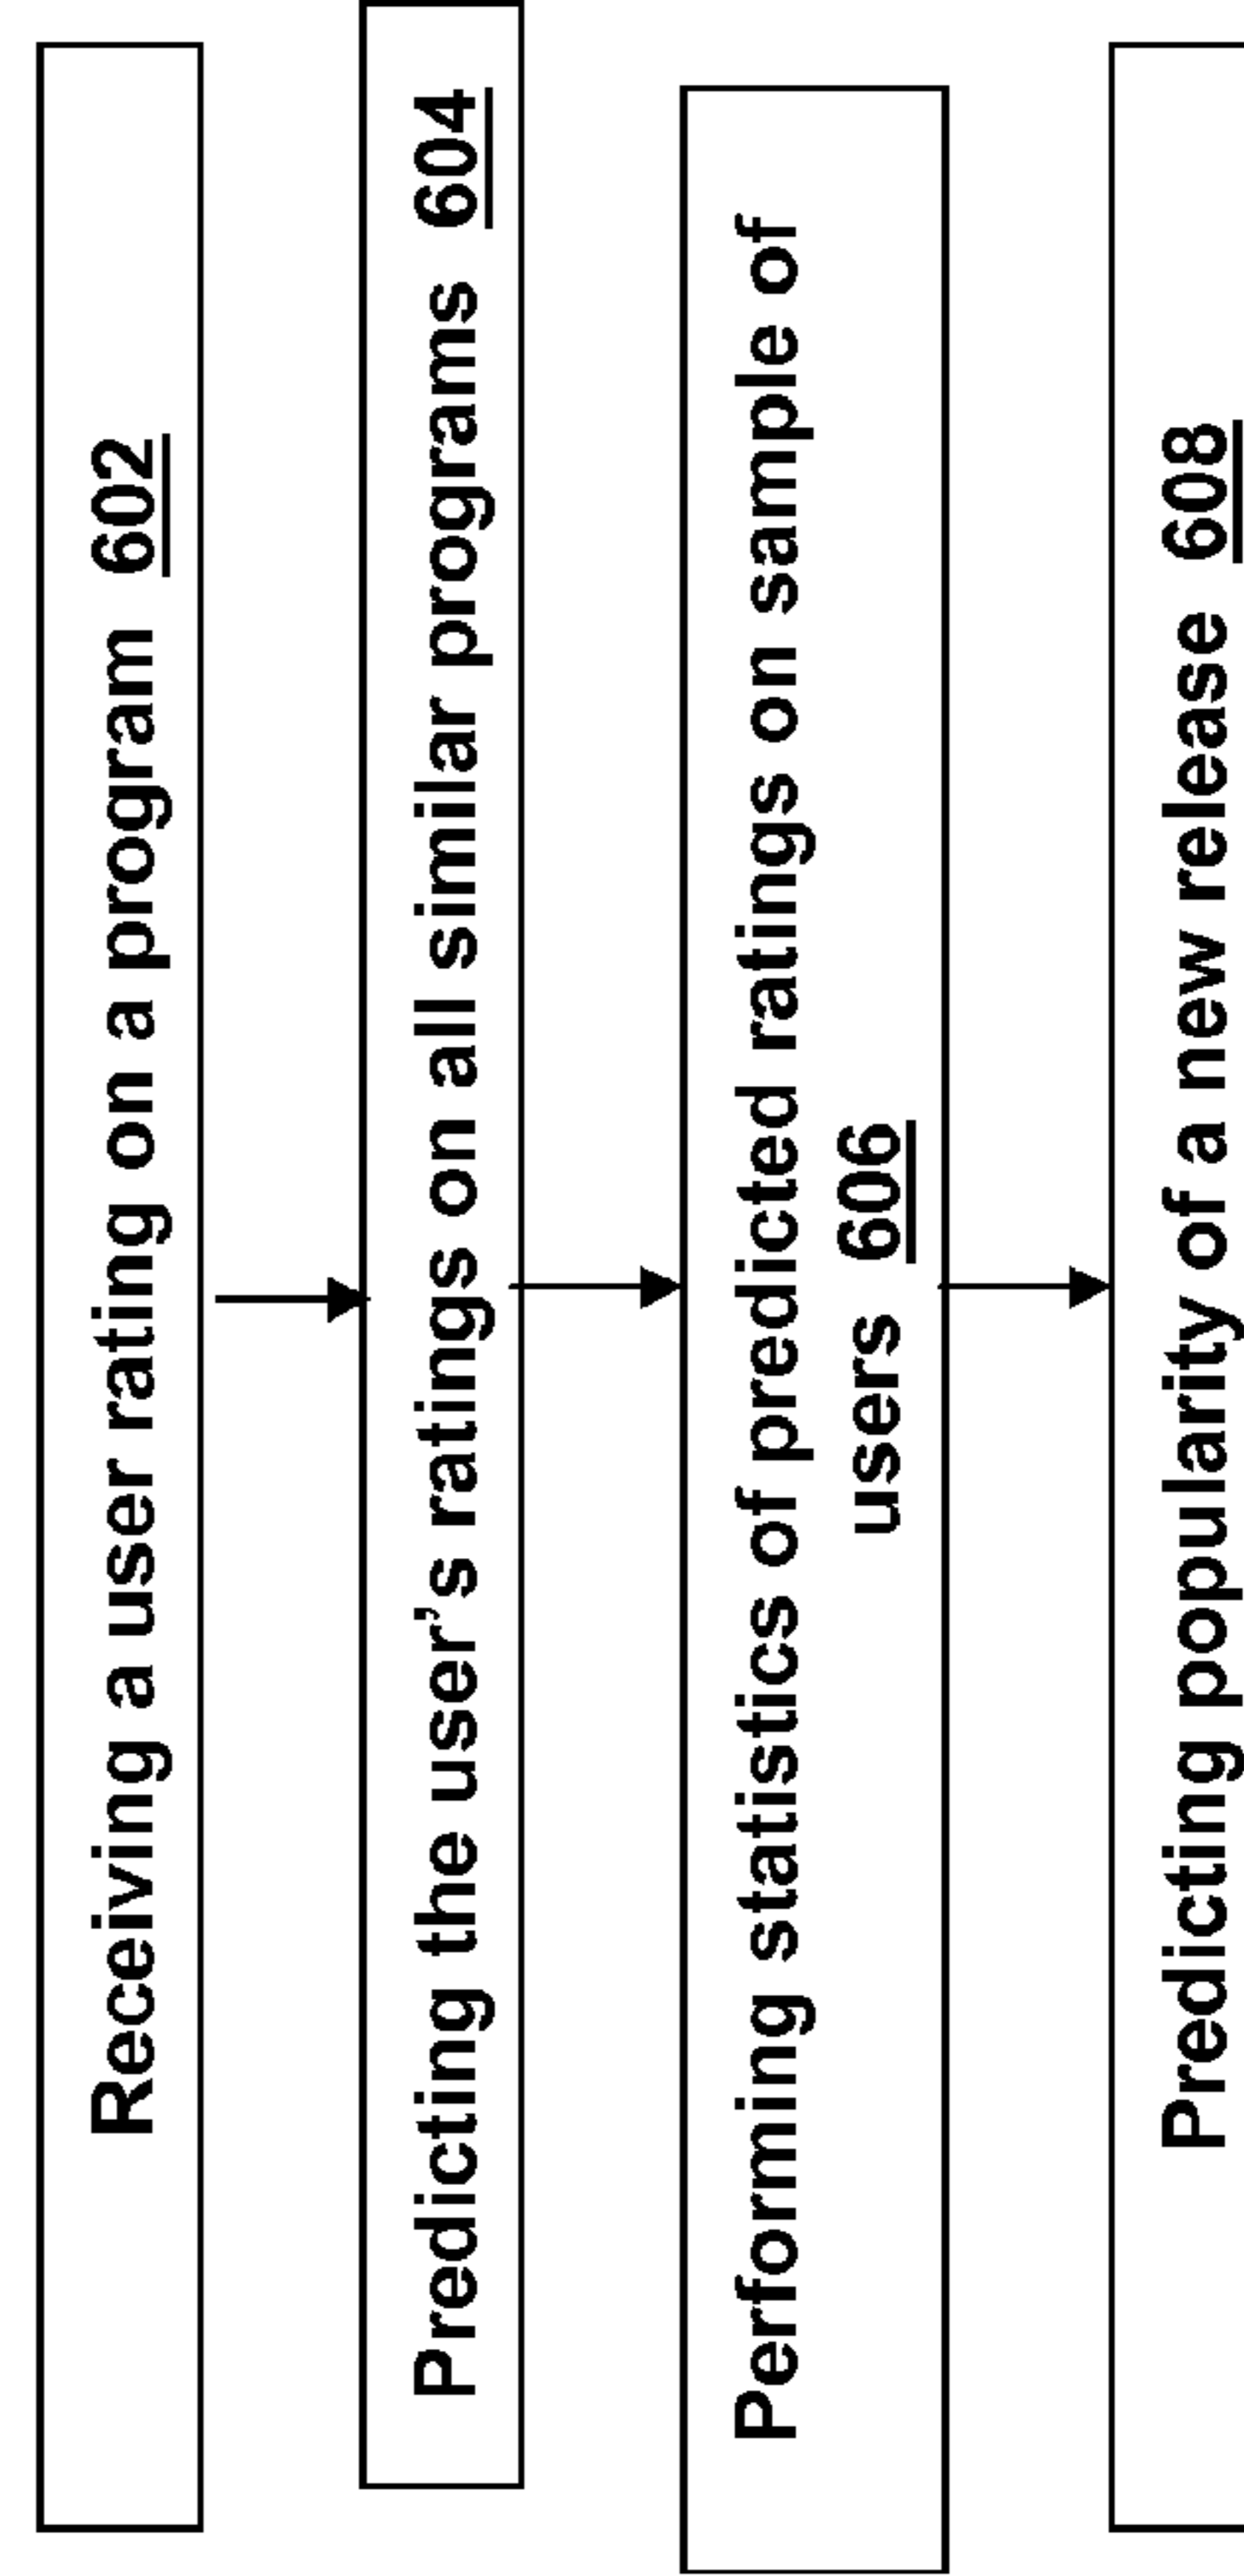 Receiving a user rating on a program 602
Predicting the user's ratings on all similar programs 604
Performing statistics of predicted ratings on sample of
users 606
Predicting popularity of a new release 608